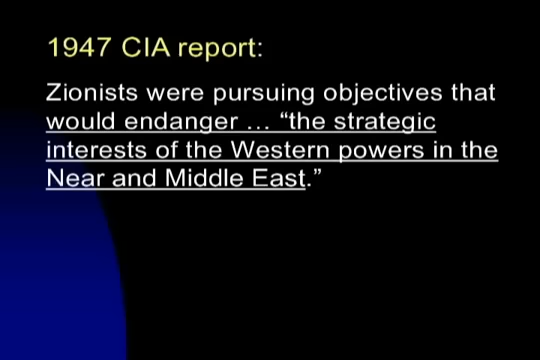 1947 CIA report:
Zionists were pursuing objectives that
would endanger … “the strategic
interests of the Western powers in the
Near and Middle East.”